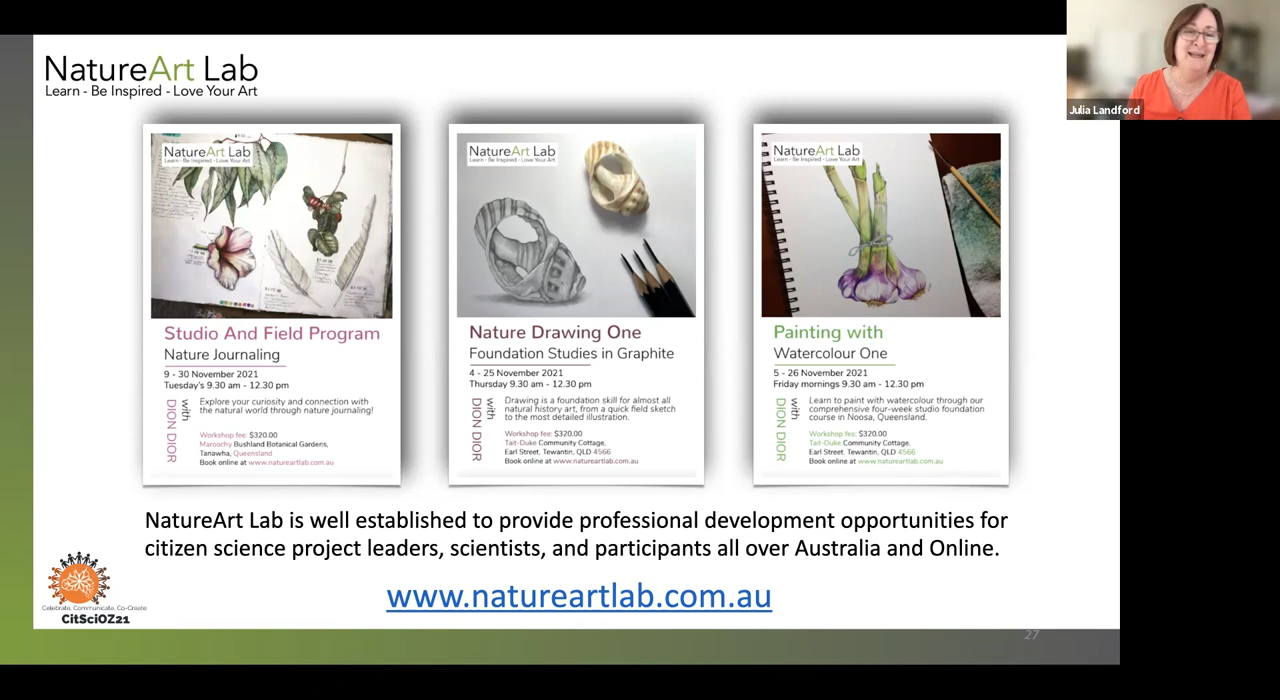 NatureArt Lab
Learn - Be Inspired - Love Your Art
Julia Landford
NatureArt Lab
Learn - Be Inspired - Love Your Art
Studio And Field Program
Nature Journaling
9 - 30 November 2021
Tuesday's 9.30 am - 12.30 pm
with
DION DIOR
Explore your curiosity and connection with
the natural world through nature journaling!
Workshop fee: $320.00
Maroochy Bushland Botanical Gardens,
Tanawha, Queensland
Book online at www.natureartlab.com.au
NatureArt Lab
Learn - Be Inspired - Love Your Art
Nature Drawing One
Foundation Studies in Graphite
4 - 25 November 2021
Thursday 9.30 am - 12.30 pm
with
DION DIOR
Drawing is a foundation skill for almost all
natural history art, from a quick field sketch
to the most detailed illustration.
Workshop fee: $320.00
Tait-Duke Community Cottage,
Earl Street, Tewantin, QLD 4566
Book online at www.natureartlab.com.au
NatureArt Lab
Learn - Be Inspired - Love Your Art
Painting with
Watercolour One
5 - 26 November 2021
Friday mornings 9.30 am - 12.30 pm
with
DION DIOR
Learn to paint with watercolour through our
comprehensive four-week studio foundation
course in Noosa, Queensland.
Workshop fee: $320.00
Tait-Duke Community Cottage,
Earl Street, Tewantin, QLD 4566
Book online at www.natureartlab.com.au
NatureArt Lab is well established to provide professional development opportunities for
citizen science project leaders, scientists, and participants all over Australia and Online.
www.natureartlab.com.au
Celebrate, Communicate, Co-Create
CitSciOZ21
27